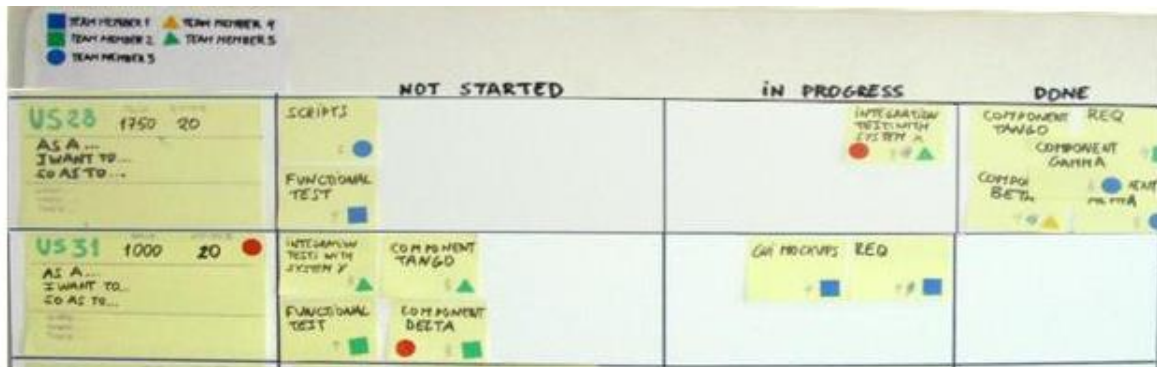 TEAM MEMBER 1
TEAM MEMBER 4
TEAM MEMBER 2
TEAM MEMBER 5
TEAM MEMBER 3
NOT STARTED
IN PROGRESS
DONE
US28 1750 20
AS A...
I WANT TO...
SO AS TO...
SCRIPTS
FUNCTIONAL
TEST
INTEGRATION
TESTS WITH
SYSTEM X
COMPONENT
TANGO
REQ
COMPONENT
GAMMA
BETA
US31 1000 20
AS A...
I WANT TO...
SO AS TO...
INTEGRATION
TESTS WITH
SYSTEM Y
COMPONENT
TANGO
FUNCTIONAL
TEST
COMPONENT
DELTA
GUI MOCKUPS
REQ